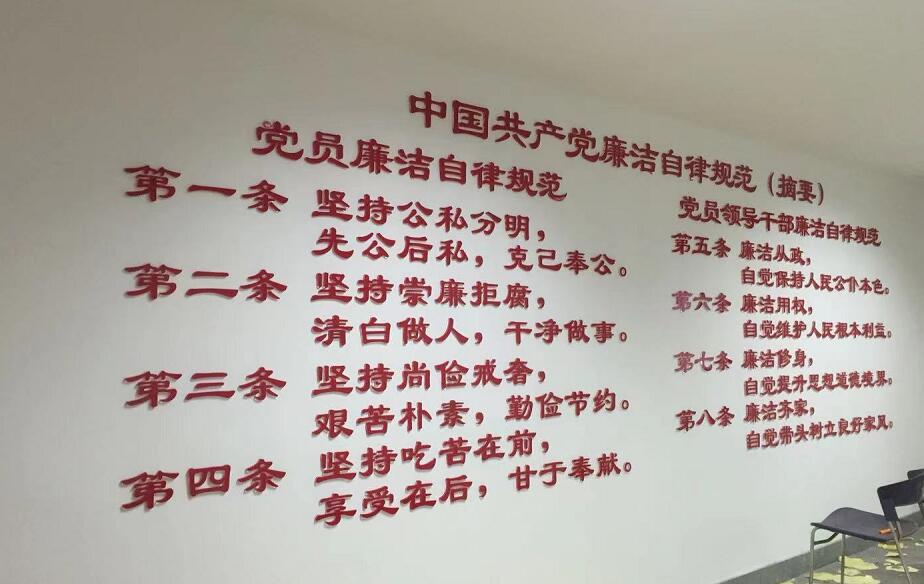 中国共产党廉洁自律规范（摘要）
党员廉洁自律规范
第一条 坚持公私分明，
先公后私，克己奉公。
第二条 坚持崇廉拒腐，
清白做人，干净做事。
第三条 坚持尚俭戒奢，
艰苦朴素，勤俭节约。
第四条 坚持吃苦在前，
享受在后，甘于奉献。
党员领导干部廉洁自律规范
第五条 廉洁从政，
自觉保持人民公仆本色。
第六条 廉洁用权，
自觉维护人民根本利益。
第七条 廉洁修身，
自觉提升思想道德境界。
第八条 廉洁齐家，
自觉带头树立良好家风。